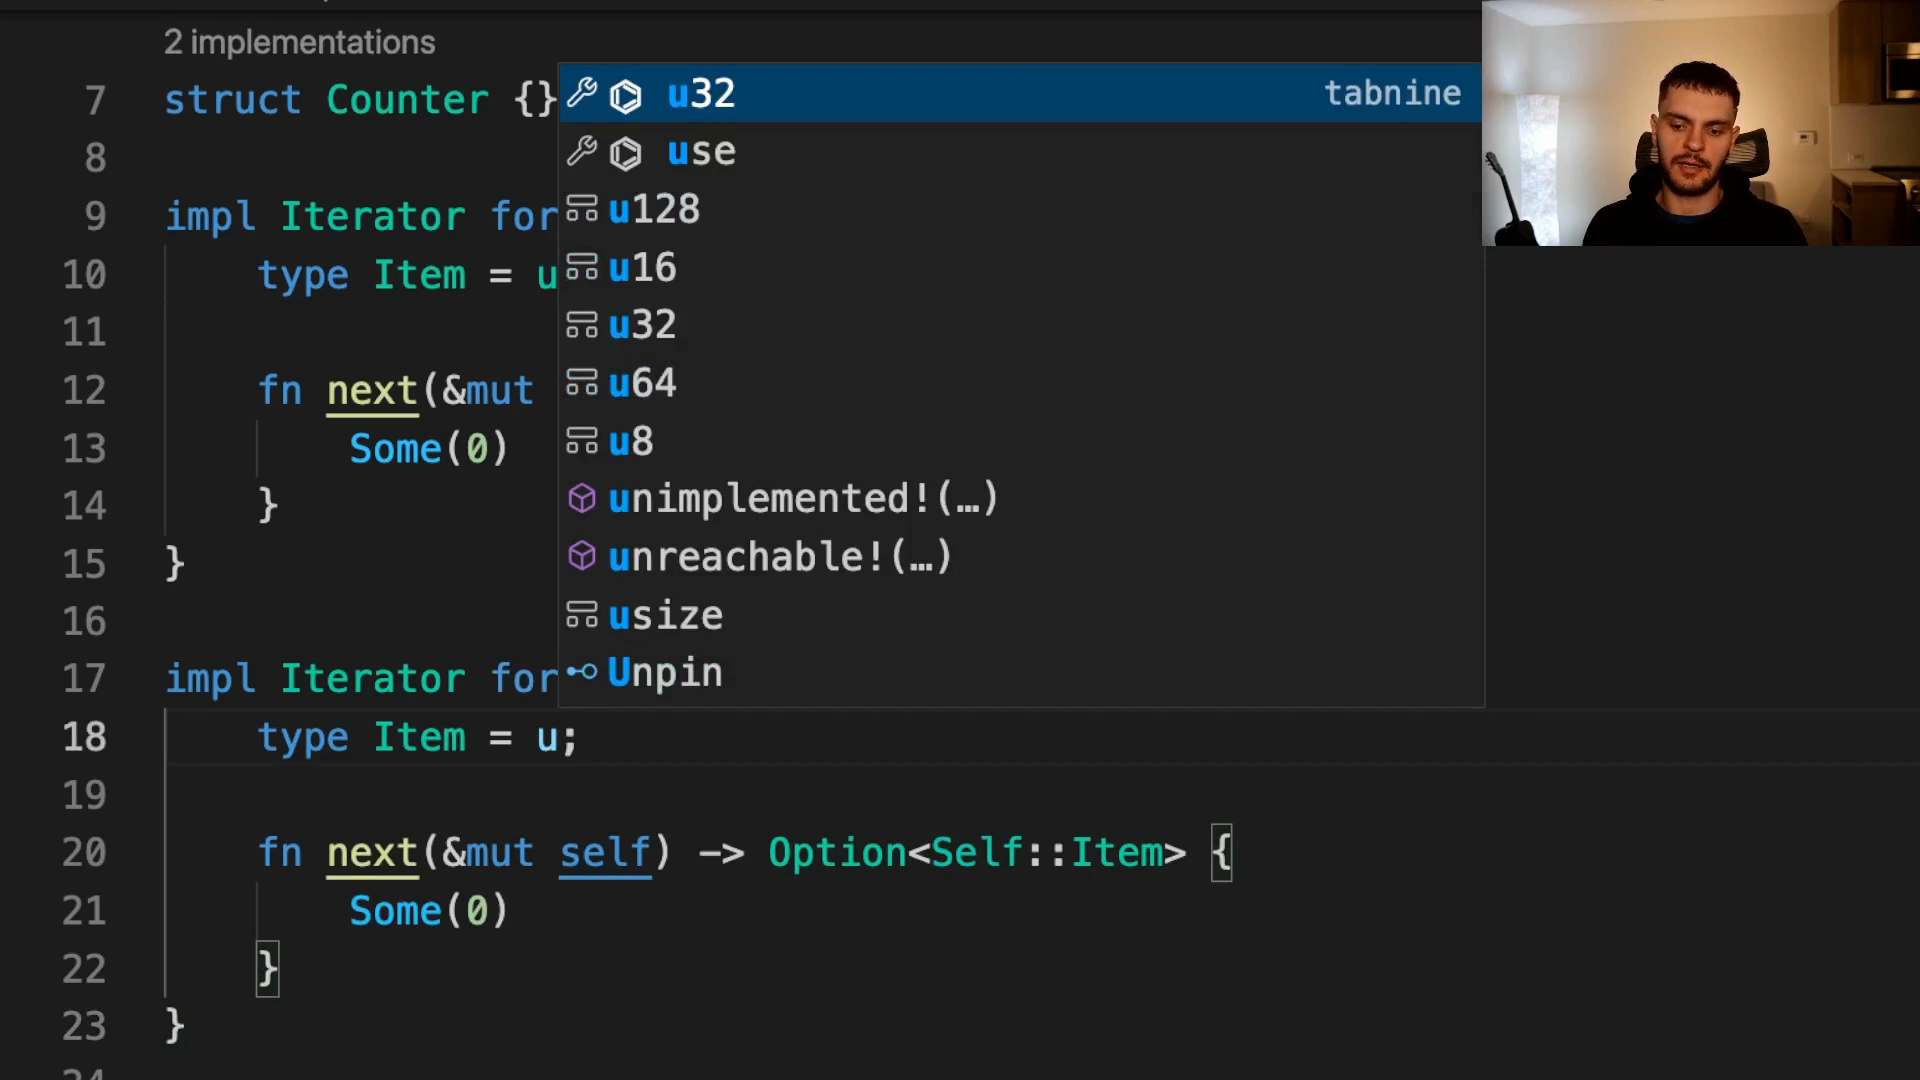 2 implementations
7 struct Counter {}
8
9 impl Iterator for
10 type Item = u
11
12 fn next(&mut
13 Some(0)
14 }
15 }
16
17 impl Iterator for
18 type Item = u;
19
20 fn next(&mut self) -> Option<Self::Item> {
21 Some(0)
22 }
23 }
24
u32 tabnine
use
u128
u16
u32
u64
u8
unimplemented!(…)
unreachable!(…)
usize
Unpin